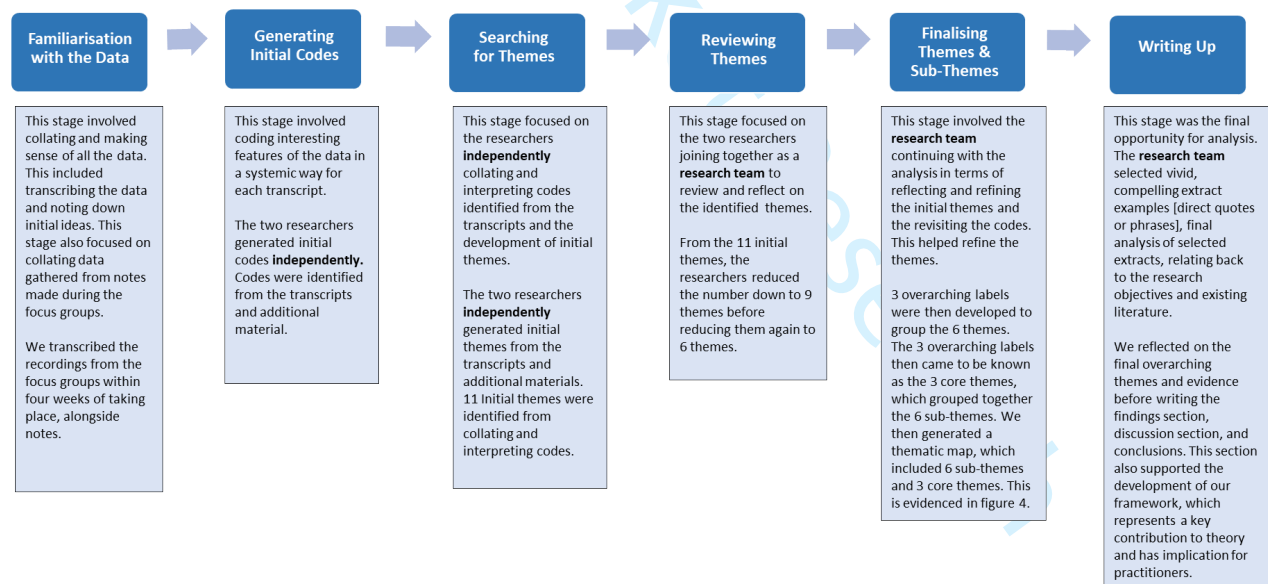 Familiarisation
with the Data
Generating
Initial Codes
Searching
for Themes
Reviewing
Themes
Finalising
Themes &
Sub-Themes
Writing Up
This stage involved
collating and making
sense of all the data.
This included
transcribing the data
and noting down
initial ideas. This
stage also focused on
collating data
gathered from notes
made during the
focus groups.
We transcribed the
recordings from the
focus groups within
four weeks of taking
place, alongside
notes.
This stage involved
coding interesting
features of the data in
a systemic way for
each transcript.
The two researchers
generated initial
codes independently.
Codes were identified
from the transcripts
and additional
material.
This stage focused on
the researchers
independently
collating and
interpreting codes
identified from the
transcripts and the
development of initial
themes.
The two researchers
independently
generated initial
themes from the
transcripts and
additional materials.
11 Initial themes were
identified from
collating and
interpreting codes.
This stage focused on
the two researchers
joining together as a
research team to
review and reflect on
the identified themes.
From the 11 initial
themes, the
researchers reduced
the number down to 9
themes before
reducing them again to
6 themes.
This stage involved the
research team
continuing with the
analysis in terms of
reflecting and refining
the initial themes and
the revisiting the codes.
This helped refine the
themes.
3 overarching labels
were then developed to
group the 6 themes.
The 3 overarching labels
then came to be known
as the 3 core themes,
which grouped together
the 6 sub-themes. We
then generated a
thematic map, which
included 6 sub-themes
and 3 core themes. This
is evidenced in figure 4.
This stage was the final
opportunity for analysis.
The research team
selected vivid,
compelling extract
examples [direct quotes
or phrases], final
analysis of selected
extracts, relating back
to the research
objectives and existing
literature.
We reflected on the
final overarching
themes and evidence
before writing the
findings section,
discussion section, and
conclusions. This section
also supported the
development of our
framework, which
represents a key
contribution to theory
and has implication for
practitioners.